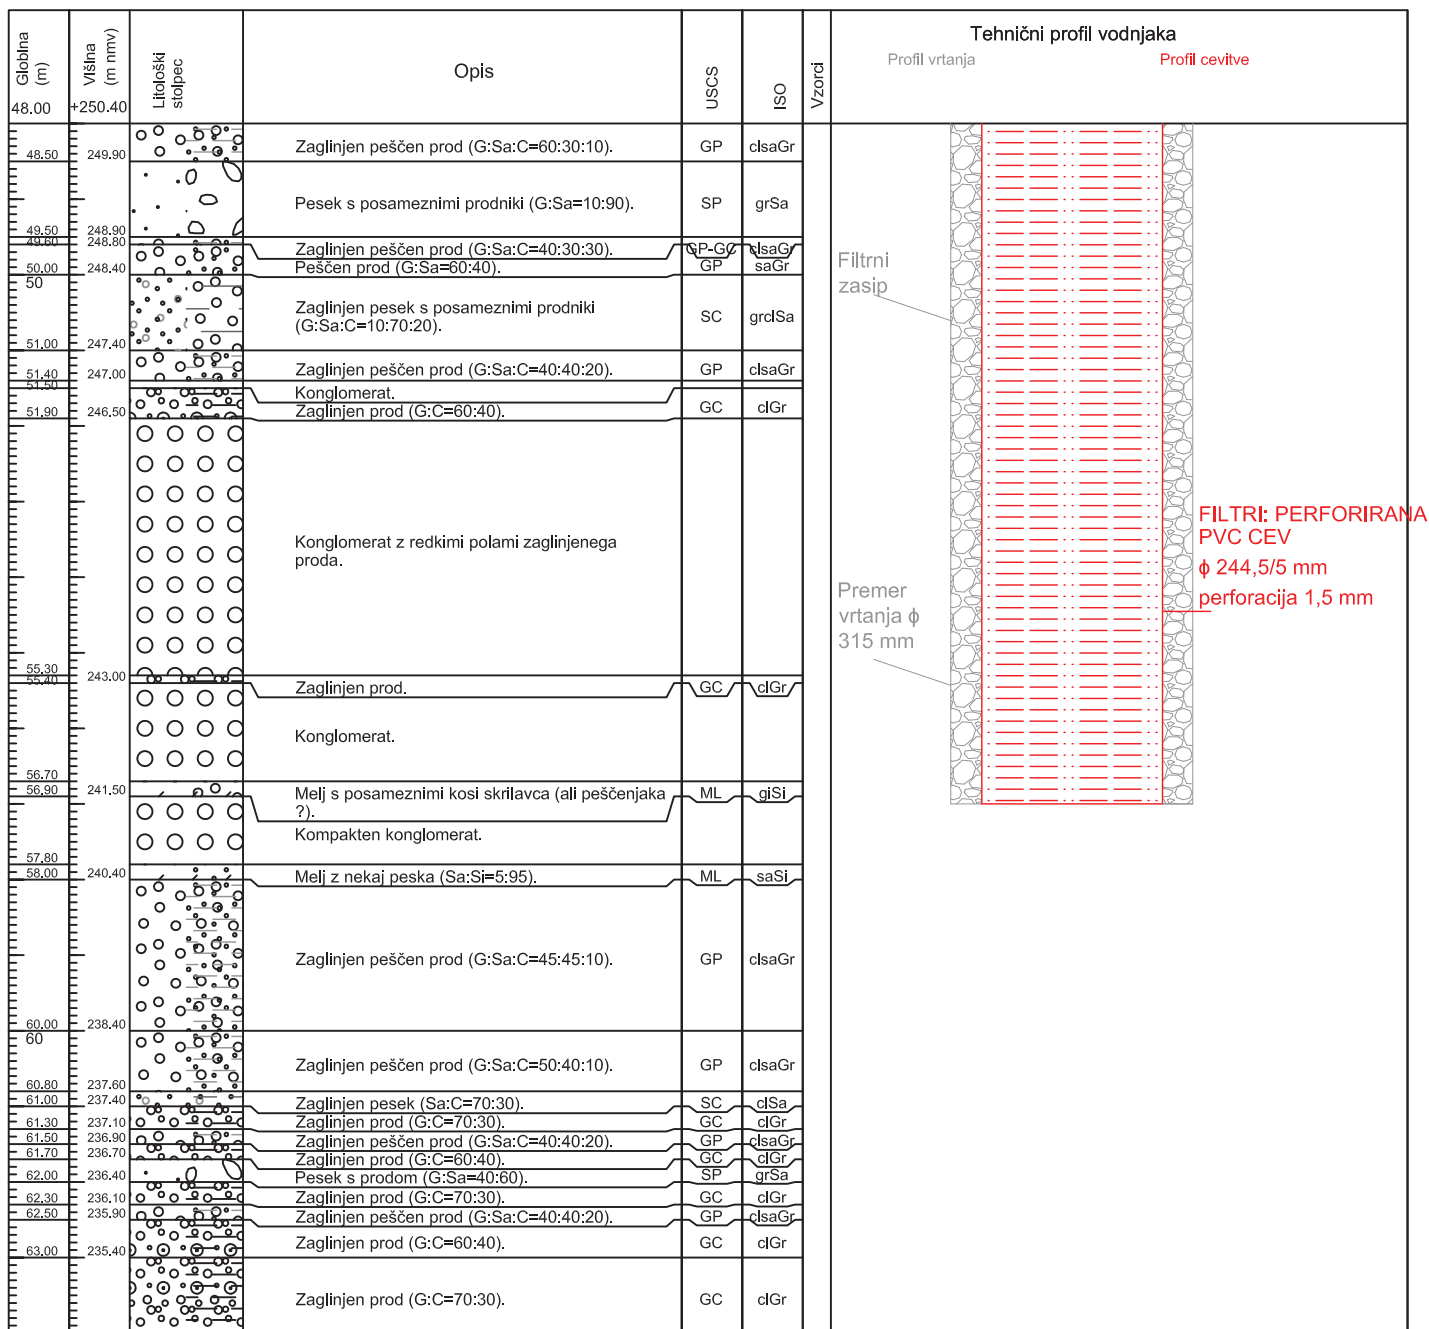 Globlna (m)
48.00
Všlna (m nmv)
+250.40
Litološki stolpec
Opis
USCS
ISO
Vzorci
Tehnični profil vodnjaka
Profil vrtanja
Profil cevitve
48.50 249.90 Zaglinjen peščen prod (G:Sa:C=60:30:10). GP clsaGr
49.50 248.90 Pesek s posameznimi prodniki (G:Sa=10:90). SP grSa
49.60 248.80 Zaglinjen peščen prod (G:Sa:C=40:30:30). GP-GC clsaGr
50.00 248.40 Peščen prod (G:Sa=60:40). GP saGr
50
Zaglinjen pesek s posameznimi prodniki
(G:Sa:C=10:70:20). SC grclSa
51.00 247.40
51.40 247.00 Zaglinjen peščen prod (G:Sa:C=40:40:20). GP clsaGr
51.50 Konglomerat.
51.90 246.50 Zaglinjen prod (G:C=60:40). GC clGr
Konglomerat z redkimi polami zaglinjenega
proda.
55.30 243.00
55.40 Zaglinjen prod. GC clGr
Konglomerat.
56.70
56.90 241.50 Melj s posameznimi kosi skrilavca (ali peščenjaka ML giSi
?).
Kompakten konglomerat.
57.80
58.00 240.40 Melj z nekaj peska (Sa:Si=5:95). ML saSi
Zaglinjen peščen prod (G:Sa:C=45:45:10). GP clsaGr
60.00 238.40
60
Zaglinjen peščen prod (G:Sa:C=50:40:10). GP clsaGr
60.80 237.60
61.00 237.40 Zaglinjen pesek (Sa:C=70:30). SC clSa
61.30 237.10 Zaglinjen prod (G:C=70:30). GC clGr
61.50 236.90 Zaglinjen peščen prod (G:Sa:C=40:40:20). GP clsaGr
61.70 236.70 Zaglinjen prod (G:C=60:40). GC clGr
62.00 236.40 Pesek s prodom (G:Sa=40:60). SP grSa
62.30 236.10 Zaglinjen prod (G:C=70:30). GC clGr
62.50 235.90 Zaglinjen peščen prod (G:Sa:C=40:40:20). GP clsaGr
63.00 235.40 Zaglinjen prod (G:C=60:40). GC clGr
Zaglinjen prod (G:C=70:30). GC clGr
Filtrni
zasip
Premer
vrtanja ϕ
315 mm
FILTRI: PERFORIRANA
PVC CEV
ϕ 244,5/5 mm
perforacija 1,5 mm